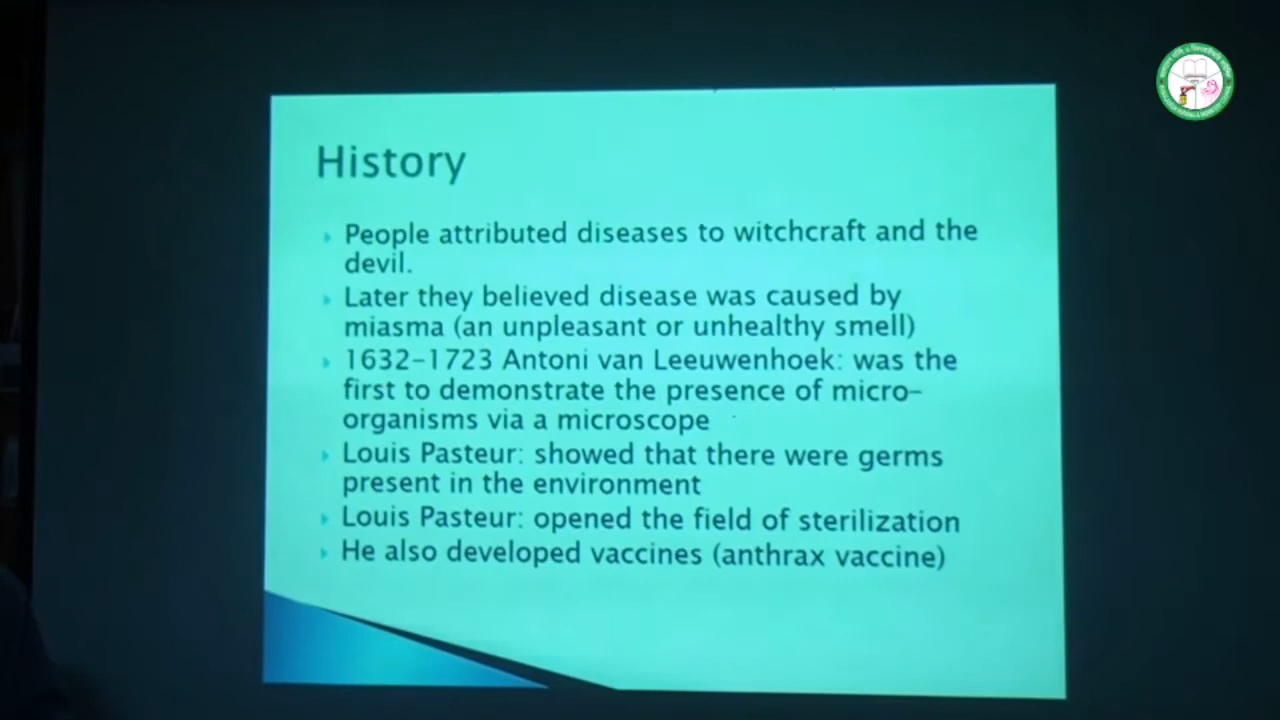 History
People attributed diseases to witchcraft and the
devil.
Later they believed disease was caused by
miasma (an unpleasant or unhealthy smell)
1632-1723 Antoni van Leeuwenhoek: was the
first to demonstrate the presence of micro-
organisms via a microscope
Louis Pasteur: showed that there were germs
present in the environment
Louis Pasteur: opened the field of sterilization
He also developed vaccines (anthrax vaccine)